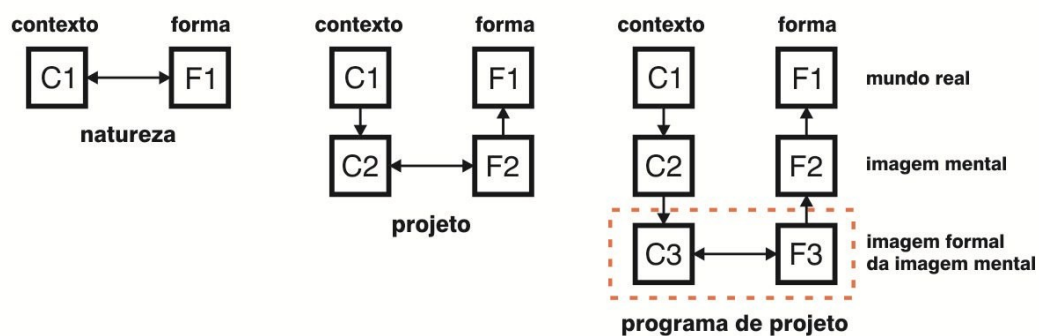 contexto forma
C1 F1
natureza
contexto forma
C1 F1
C2 F2
projeto
contexto forma
C1 F1 mundo real
C2 F2 imagem mental
C3 F3 imagem formal
da imagem mental
programa de projeto